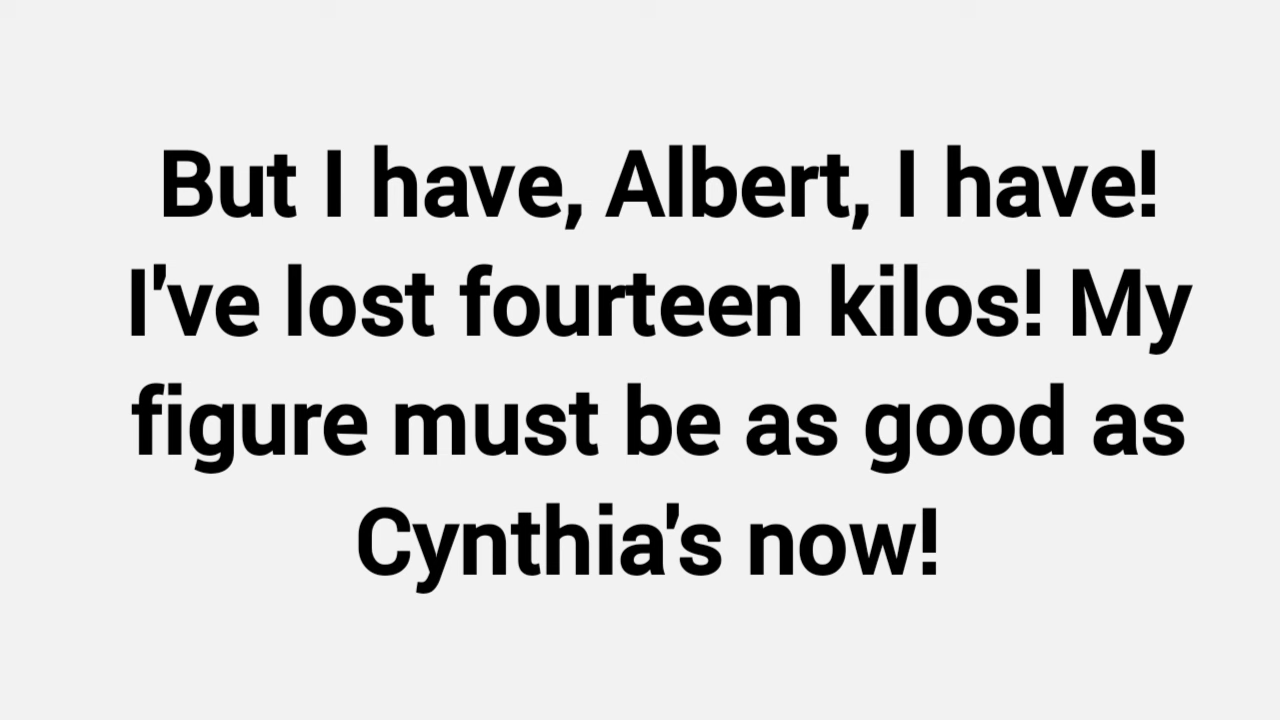 But I have, Albert, I have!
I've lost fourteen kilos! My
figure must be as good as
Cynthia's now!